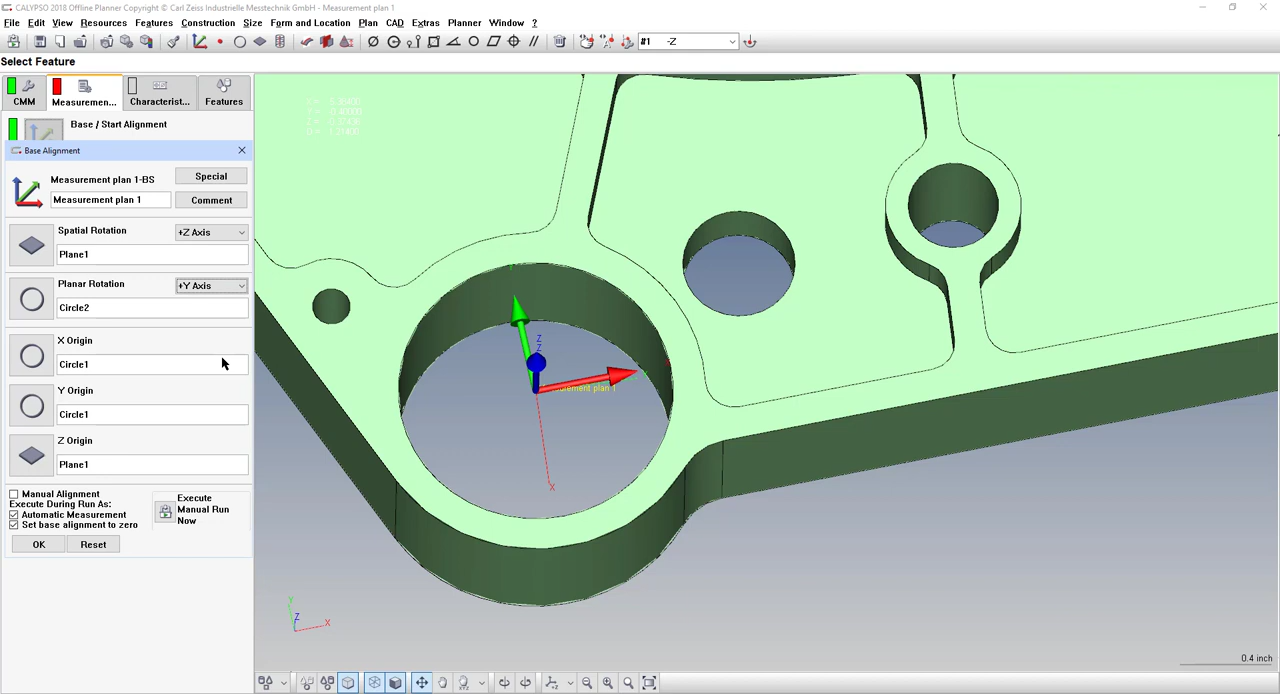 CALYPSO 2018 Offline Planner Copyright © Carl Zeiss Industrielle Messtechnik GmbH - Measurement plan 1
File Edit View Resources Features Construction Size Form and Location Plan CAD Extras Planner Window ?
#1 -Z
Select Feature
CMM Measuremen... Characterist... Features
Base / Start Alignment
Base Alignment
Measurement plan 1-BS Special
Measurement plan 1 Comment
Spatial Rotation +Z Axis
Plane1
Planar Rotation +Y Axis
Circle2
X Origin
Circle1
Y Origin
Circle1
Z Origin
Plane1
Manual Alignment
Execute During Run As:
Automatic Measurement
Set base alignment to zero
Execute
Manual Run
Now
OK Reset
Z
Z
plan 1
X
Y
Z
X
0.4 inch